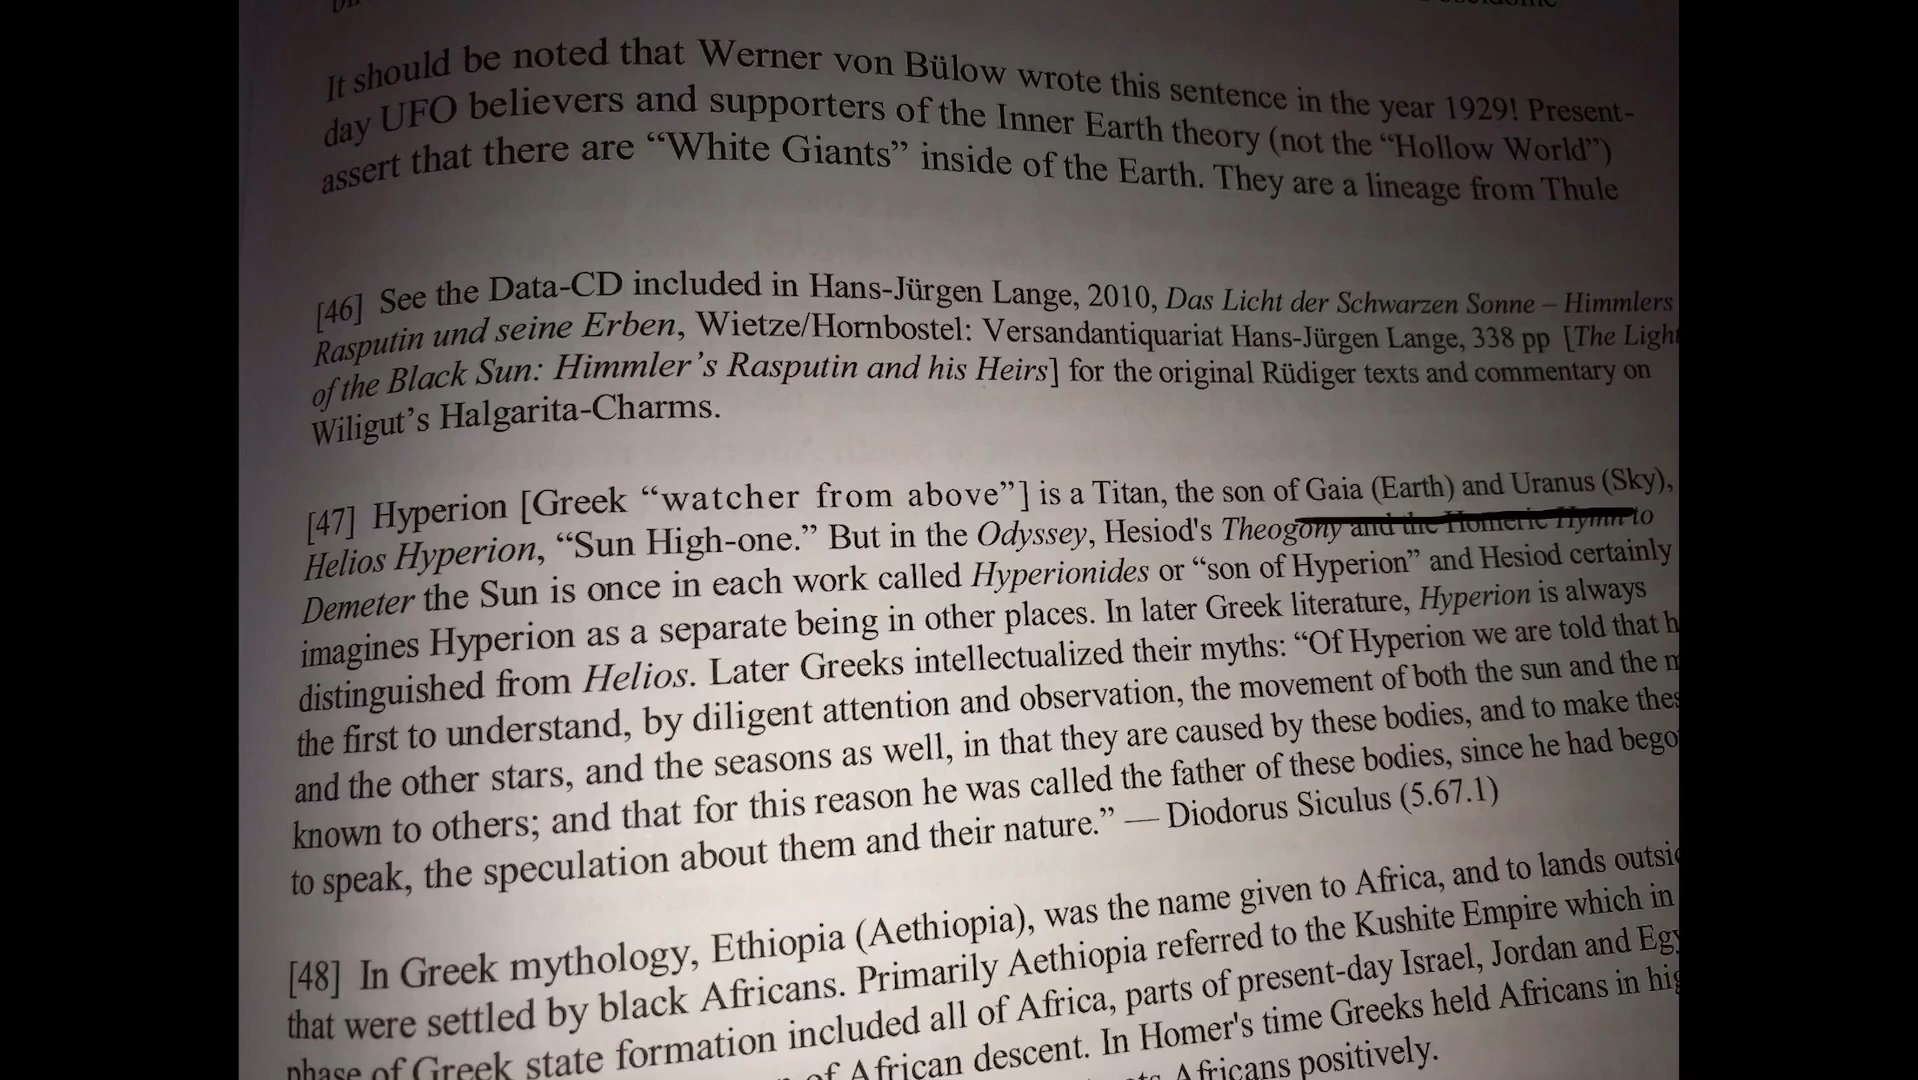 It should be noted that Werner von Bülow wrote this sentence in the year 1929! Present-
day UFO believers and supporters of the Inner Earth theory (not the “Hollow World”)
assert that there are “White Giants” inside of the Earth. They are a lineage from Thule
[46] See the Data-CD included in Hans-Jürgen Lange, 2010, Das Licht der Schwarzen Sonne – Himmlers
Rasputin und seine Erben, Wietze/Hornbostel: Versandantiquariat Hans-Jürgen Lange, 338 pp [The Light
of the Black Sun: Himmler’s Rasputin and his Heirs] for the original Rüdiger texts and commentary on
Wiligut’s Halgarita-Charms.
[47] Hyperion [Greek “watcher from above”] is a Titan, the son of Gaia (Earth) and Uranus (Sky),
Helios Hyperion, “Sun High-one.” But in the Odyssey, Hesiod's Theogony and the Homeric Hymn to
Demeter the Sun is once in each work called Hyperionides or “son of Hyperion” and Hesiod certainly
imagines Hyperion as a separate being in other places. In later Greek literature, Hyperion is always
distinguished from Helios. Later Greeks intellectualized their myths: “Of Hyperion we are told that h
the first to understand, by diligent attention and observation, the movement of both the sun and the m
and the other stars, and the seasons as well, in that they are caused by these bodies, and to make thes
known to others; and that for this reason he was called the father of these bodies, since he had bego
to speak, the speculation about them and their nature.” — Diodorus Siculus (5.67.1)
[48] In Greek mythology, Ethiopia (Aethiopia), was the name given to Africa, and to lands outsid
that were settled by black Africans. Primarily Aethiopia referred to the Kushite Empire which in
phase of Greek state formation included all of Africa, parts of present-day Israel, Jordan and Egy
of African descent. In Homer's time Greeks held Africans in hig
Africans positively.